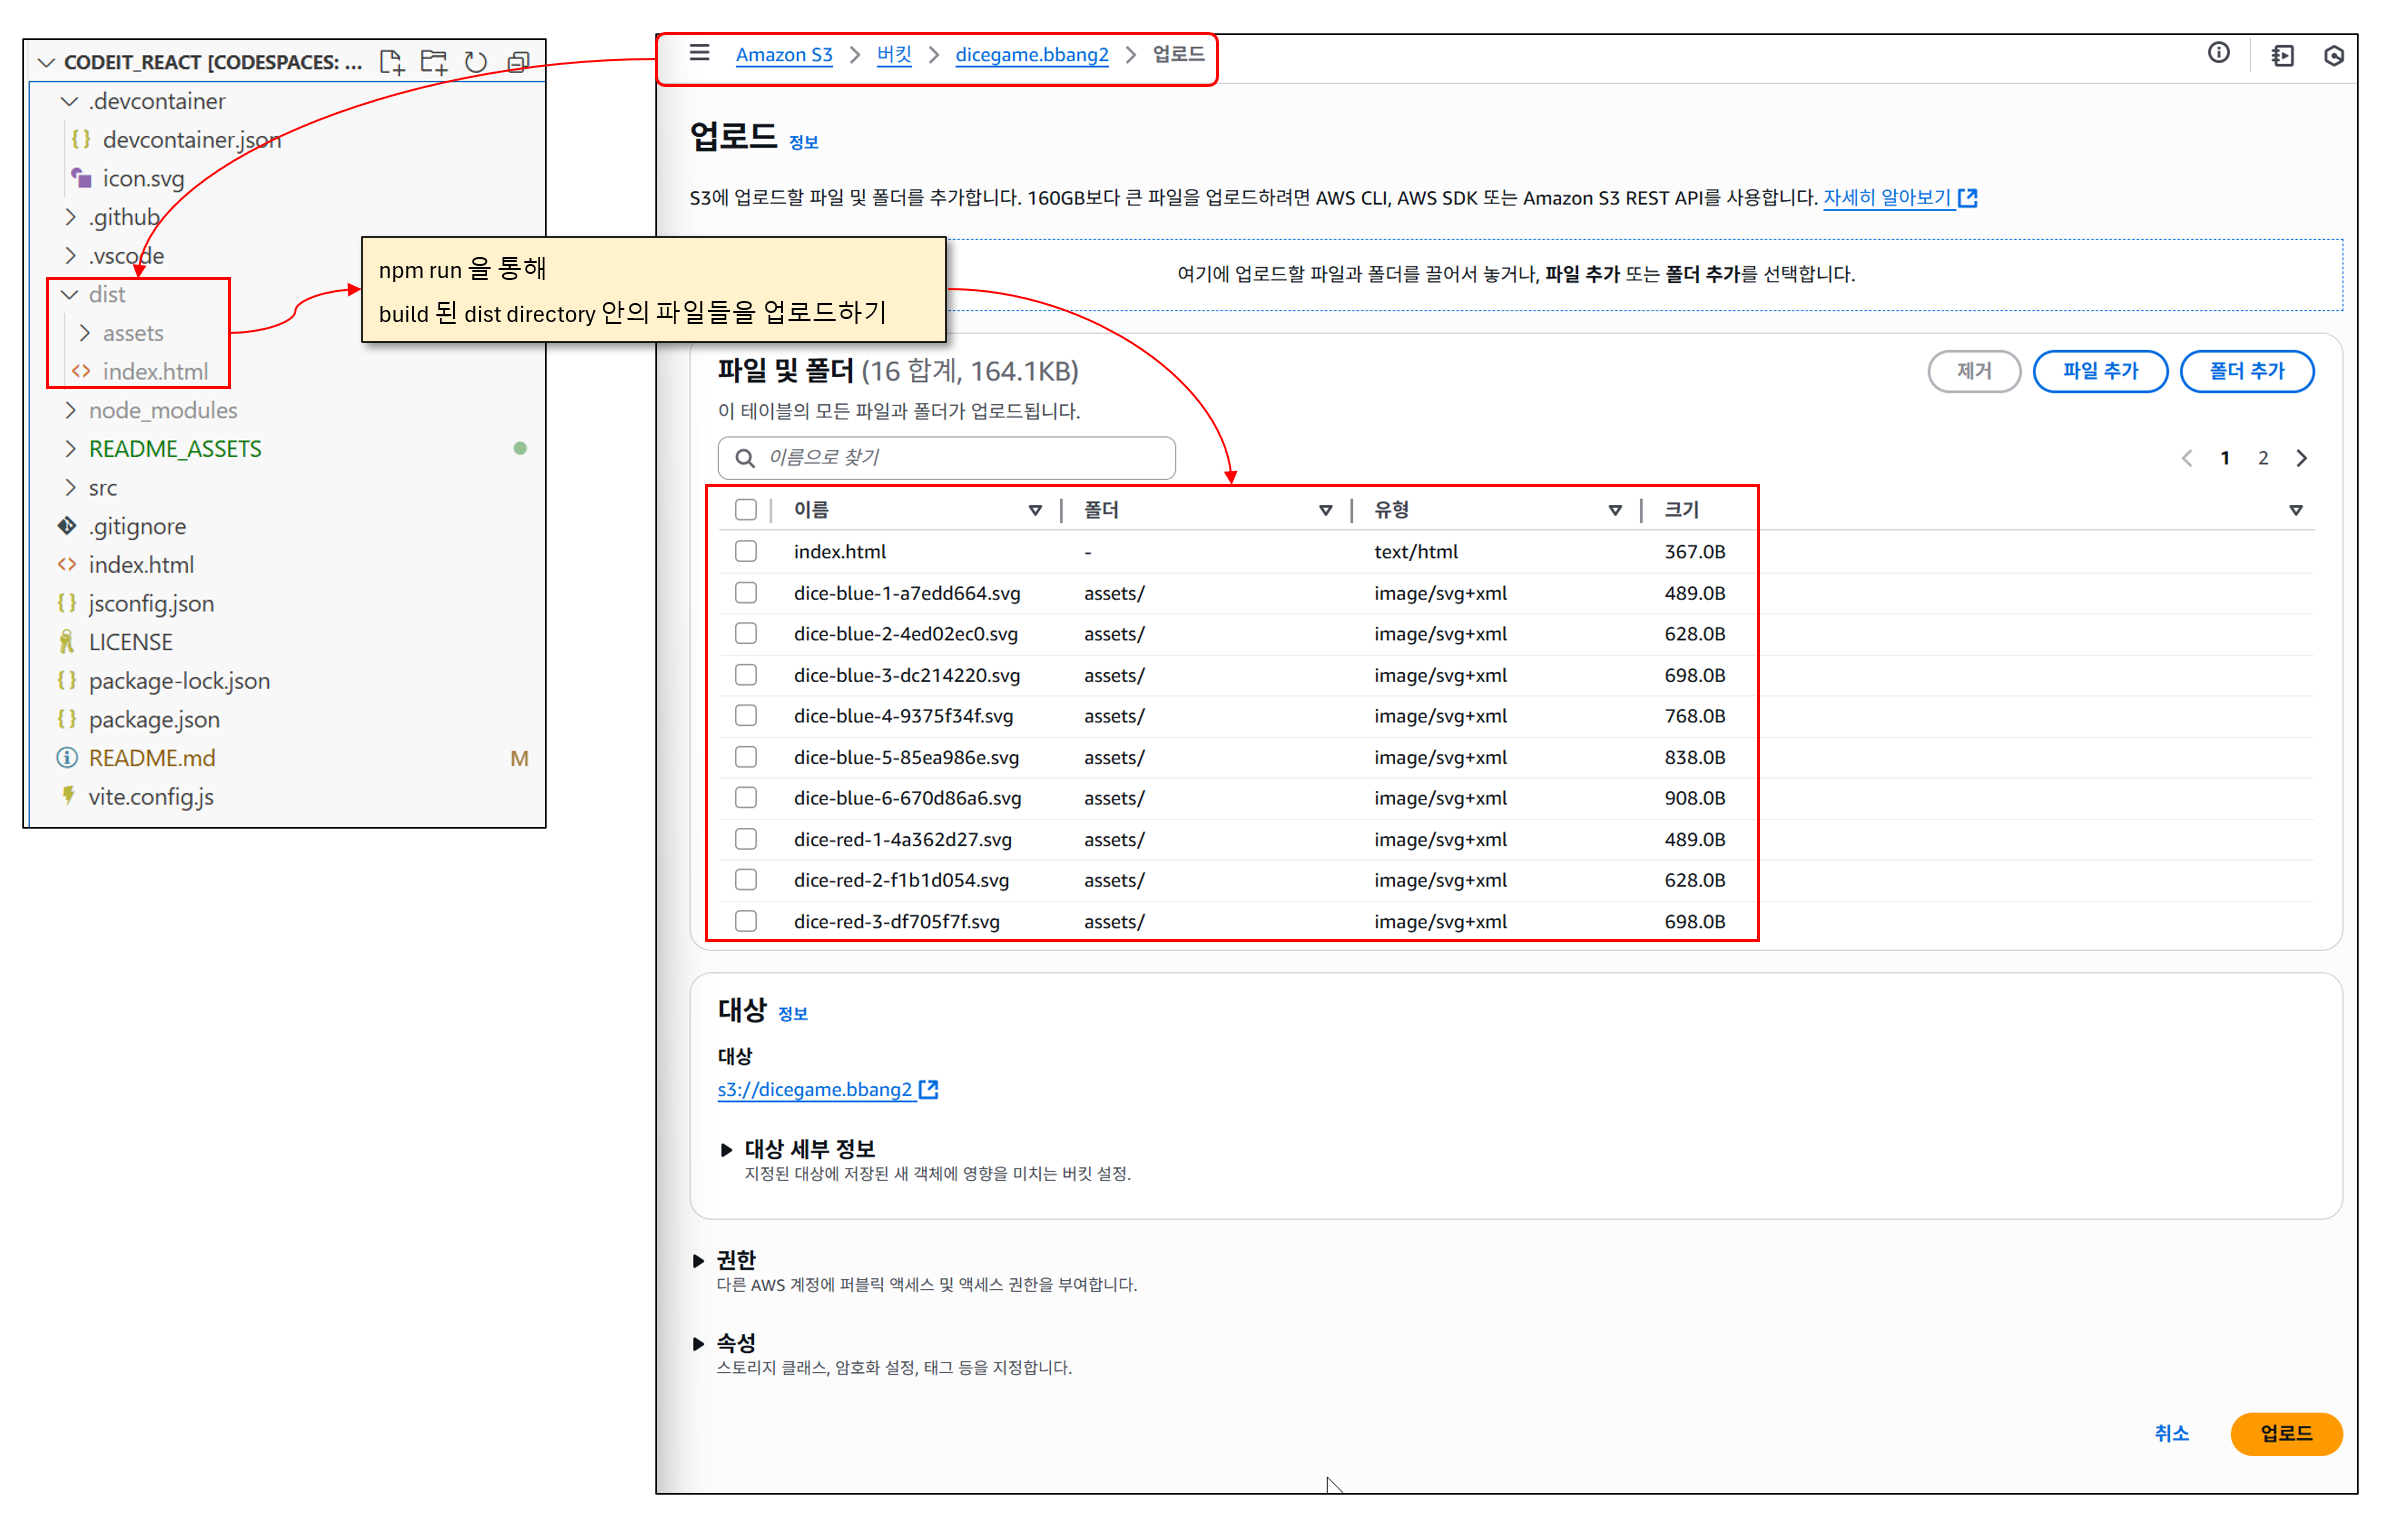 CODEIT_REACT [CODESPACES: ...
.devcontainer
devcontainer.json
icon.svg
.github
.vscode
dist
assets
index.html
node_modules
README_ASSETS
src
.gitignore
index.html
jsconfig.json
LICENSE
package-lock.json
package.json
README.md M
vite.config.js
npm run 을 통해
build 된 dist directory 안의 파일들을 업로드하기
Amazon S3 > 버킷 > dicegame.bbang2 > 업로드
업로드 정보
S3에 업로드할 파일 및 폴더를 추가합니다. 160GB보다 큰 파일을 업로드하려면 AWS CLI, AWS SDK 또는 Amazon S3 REST API를 사용합니다. 자세히 알아보기
여기에 업로드할 파일과 폴더를 끌어서 놓거나, 파일 추가 또는 폴더 추가를 선택합니다.
파일 및 폴더 (16 합계, 164.1KB) 제거 파일 추가 폴더 추가
이 테이블의 모든 파일과 폴더가 업로드됩니다.
이름으로 찾기 < 1 2 >
이름 폴더 유형 크기
index.html - text/html 367.0B
dice-blue-1-a7edd664.svg assets/ image/svg+xml 489.0B
dice-blue-2-4ed02ec0.svg assets/ image/svg+xml 628.0B
dice-blue-3-dc214220.svg assets/ image/svg+xml 698.0B
dice-blue-4-9375f34f.svg assets/ image/svg+xml 768.0B
dice-blue-5-85ea986e.svg assets/ image/svg+xml 838.0B
dice-blue-6-670d86a6.svg assets/ image/svg+xml 908.0B
dice-red-1-4a362d27.svg assets/ image/svg+xml 489.0B
dice-red-2-f1b1d054.svg assets/ image/svg+xml 628.0B
dice-red-3-df705f7f.svg assets/ image/svg+xml 698.0B
대상 정보
대상
s3://dicegame.bbang2
대상 세부 정보
지정된 대상에 저장된 새 객체에 영향을 미치는 버킷 설정.
권한
다른 AWS 계정에 퍼블릭 액세스 및 액세스 권한을 부여합니다.
속성
스토리지 클래스, 암호화 설정, 태그 등을 지정합니다.
취소 업로드